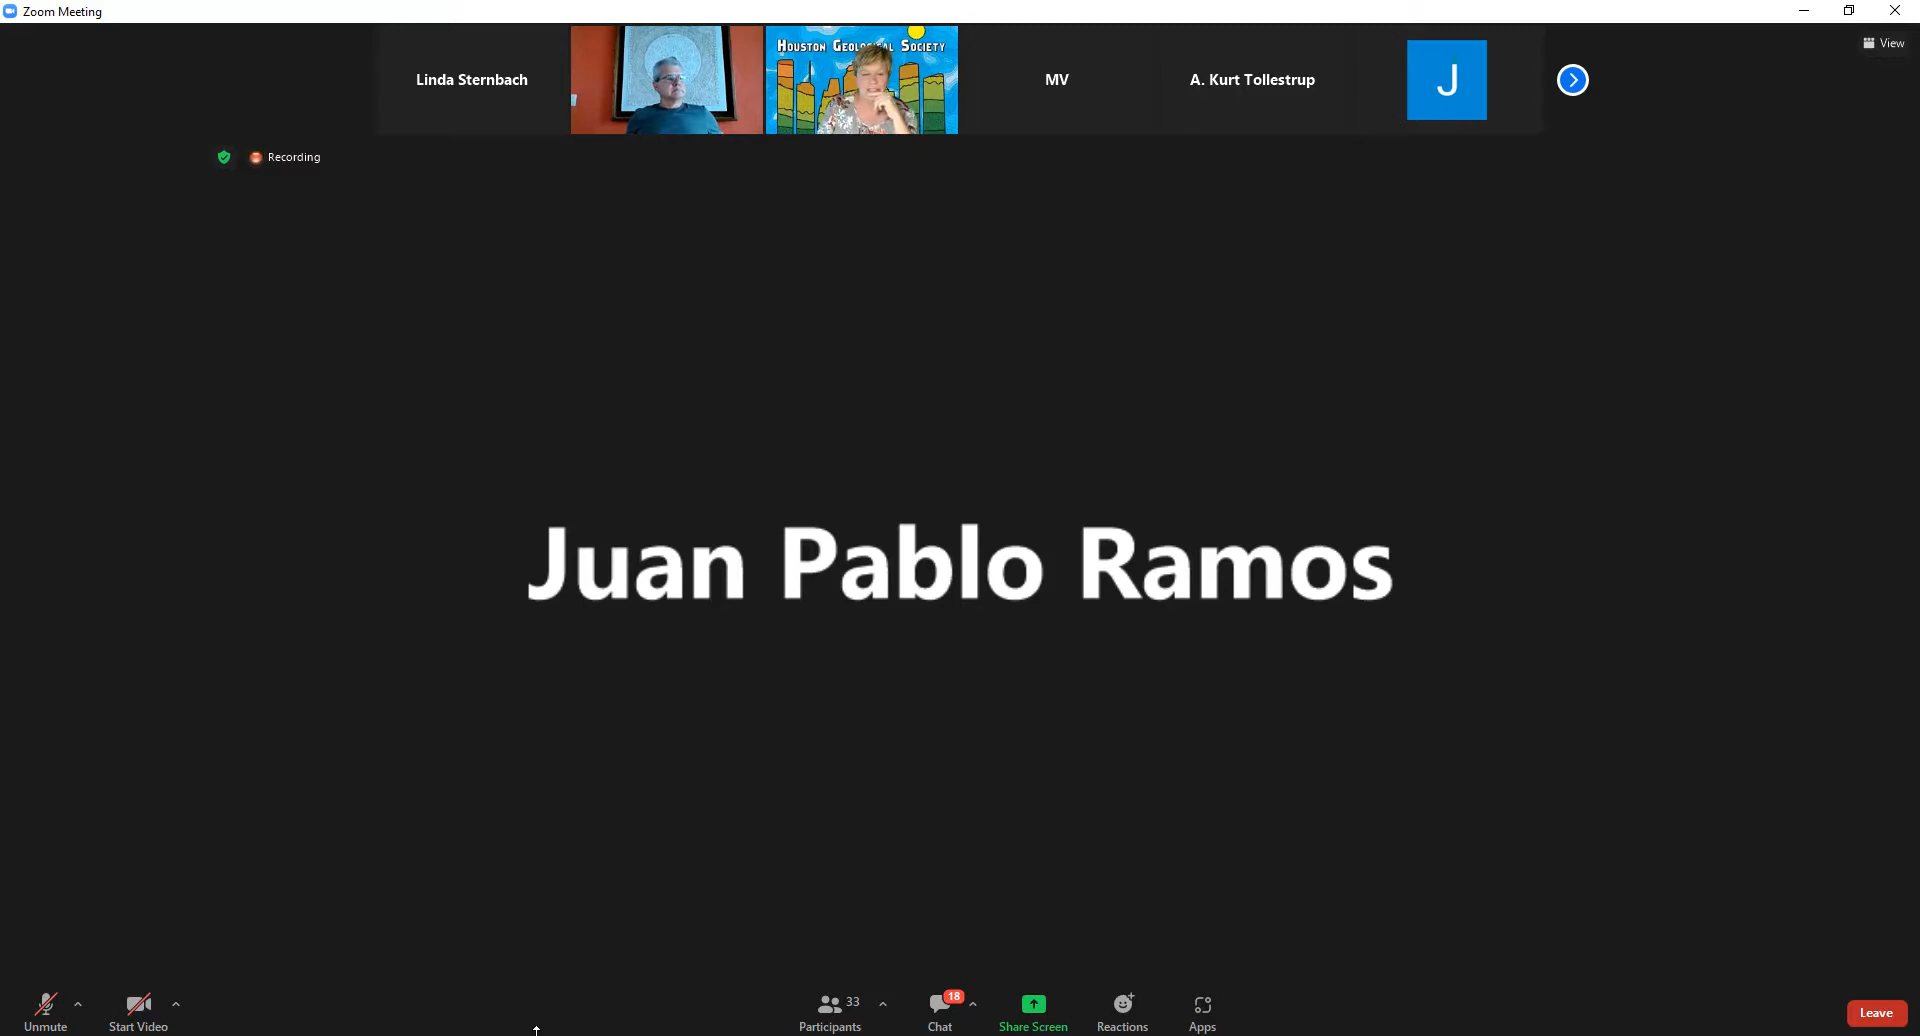 Zoom Meeting
View
Linda Sternbach
HOUSTON GEOLOGICAL SOCIETY
MV
A. Kurt Tollestrup
J
Recording
Juan Pablo Ramos
Unmute
Start Video
33
Participants
18
Chat
Share Screen
Reactions
Apps
Leave